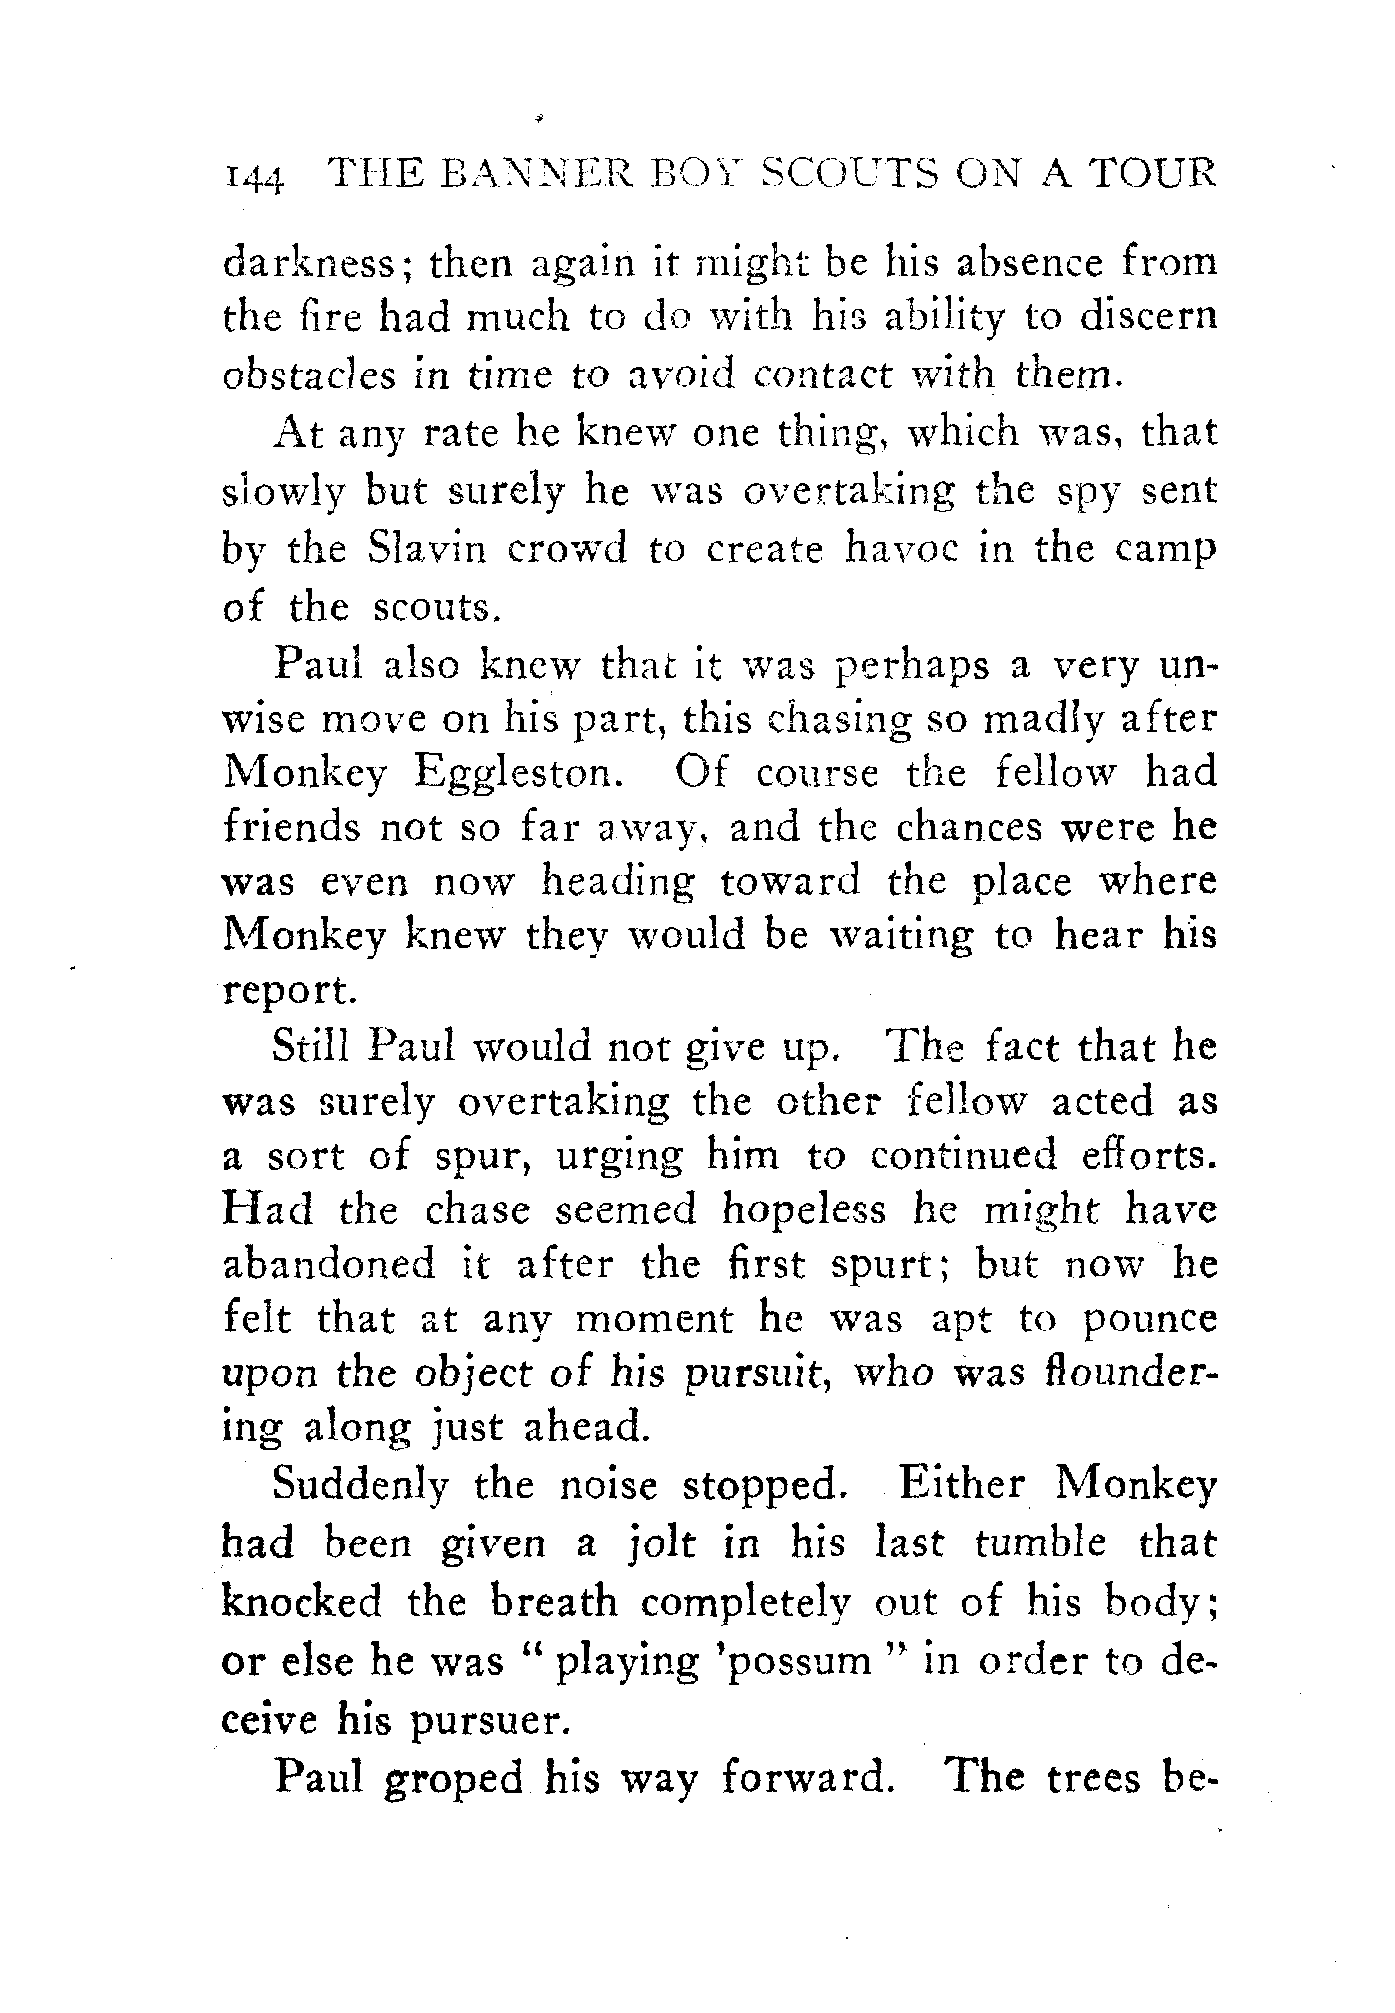 144 THE BANNER BOY SCOUTS ON A TOUR
darkness; then again it might be his absence from
the fire had much to do with his ability to discern
obstacles in time to avoid contact with them.
At any rate he knew one thing, which was, that
slowly but surely he was overtaking the spy sent
by the Slavin crowd to create havoc in the camp
of the scouts.
Paul also knew that it was perhaps a very un-
wise move on his part, this chasing so madly after
Monkey Eggleston. Of course the fellow had
friends not so far away, and the chances were he
was even now heading toward the place where
Monkey knew they would be waiting to hear his
report.
Still Paul would not give up. The fact that he
was surely overtaking the other fellow acted as
a sort of spur, urging him to continued efforts.
Had the chase seemed hopeless he might have
abandoned it after the first spurt; but now he
felt that at any moment he was apt to pounce
upon the object of his pursuit, who was flounder-
ing along just ahead.
Suddenly the noise stopped. Either Monkey
had been given a jolt in his last tumble that
knocked the breath completely out of his body;
or else he was " playing 'possum " in order to de-
ceive his pursuer.
Paul groped his way forward. The trees be-